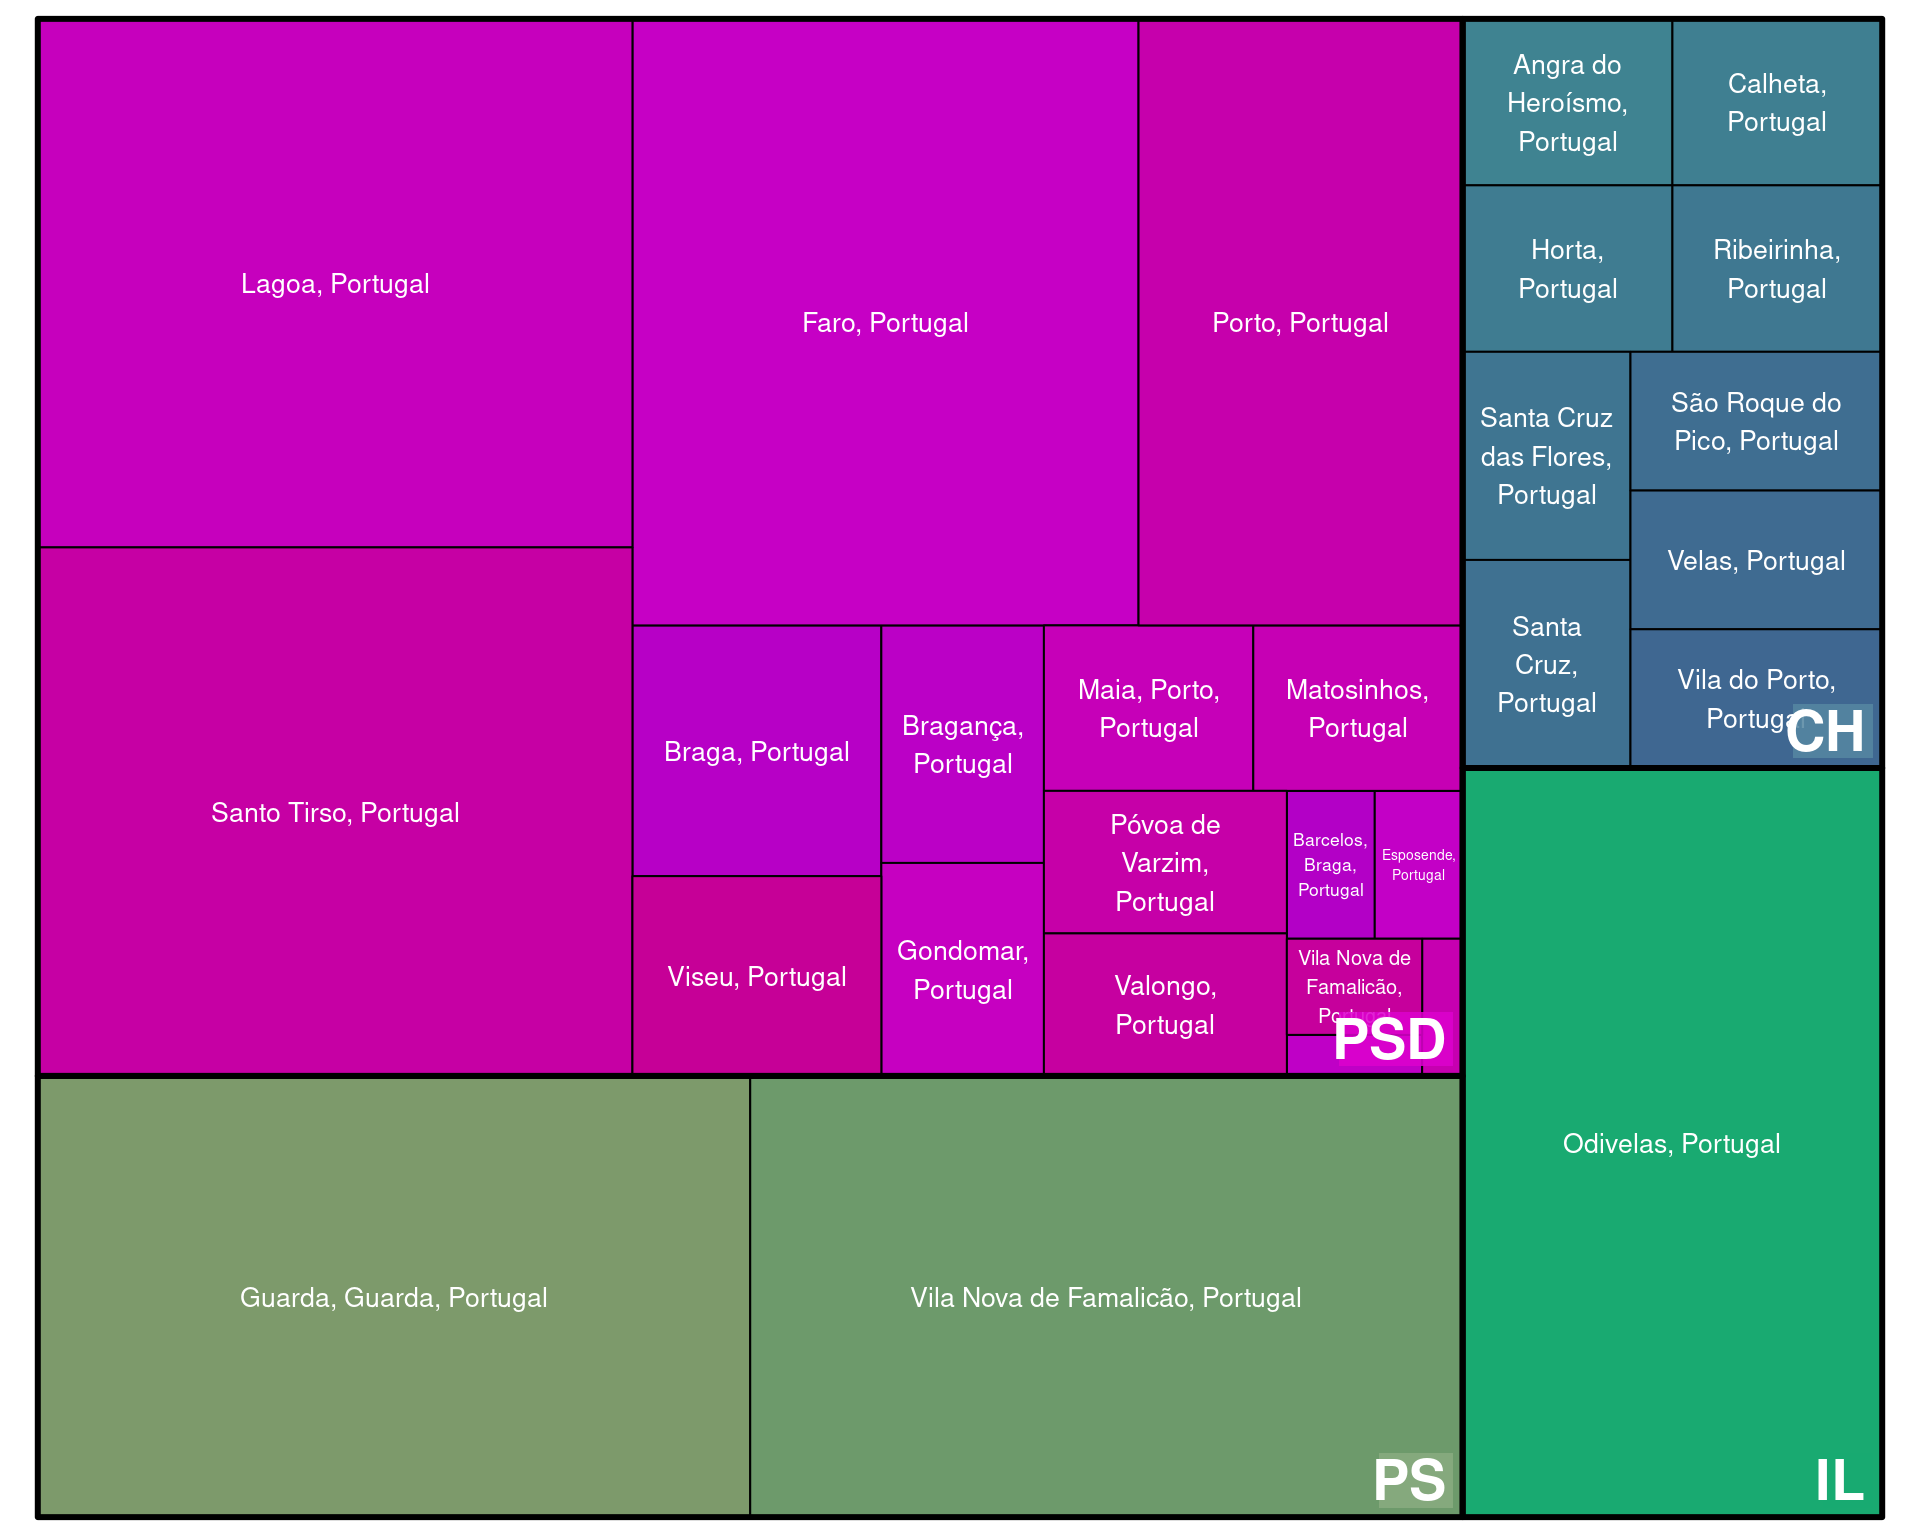 Lagoa, Portugal
Santo Tirso, Portugal
Faro, Portugal
Porto, Portugal
Braga, Portugal
Viseu, Portugal
Bragança,
Portugal
Gondomar,
Portugal
Maia, Porto,
Portugal
Matosinhos,
Portugal
Póvoa de
Varzim,
Portugal
Valongo,
Portugal
Barcelos,
Braga,
Portugal
Esposende,
Portugal
Vila Nova de
Famalicão,
Portugal
PSD
Guarda, Guarda, Portugal
Vila Nova de Famalicão, Portugal
PS
Angra do
Heroísmo,
Portugal
Calheta,
Portugal
Horta,
Portugal
Ribeirinha,
Portugal
Santa Cruz
das Flores,
Portugal
Santa
Cruz,
Portugal
São Roque do
Pico, Portugal
Velas, Portugal
Vila do Porto,
Portugal
CH
Odivelas, Portugal
IL